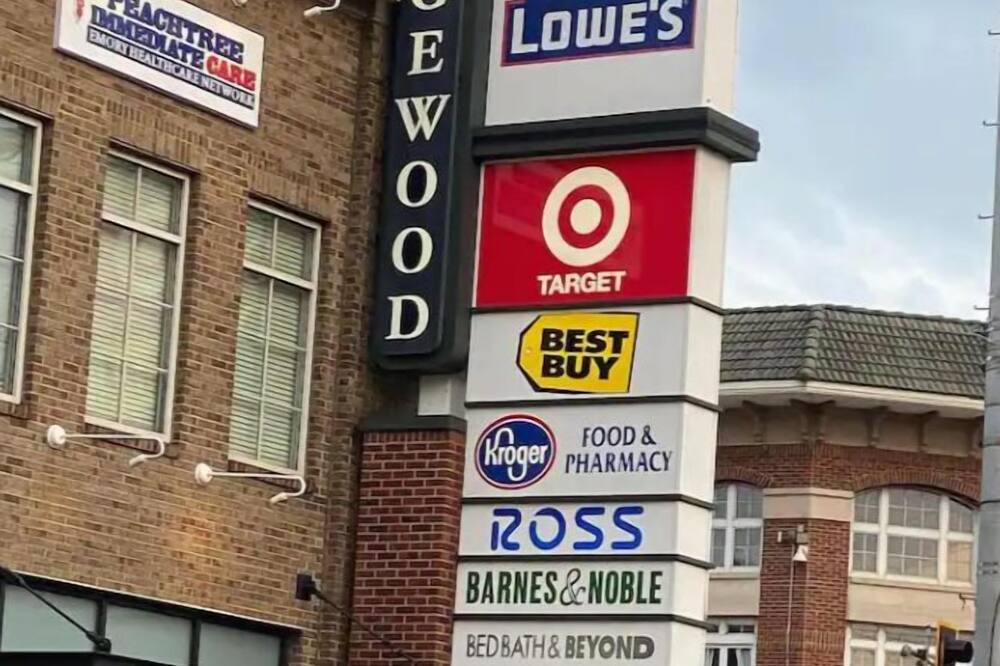 PEACHTREE
IMMEDIATE CARE
EMORY HEALTHCARE NETWORK
GEWOOD
LOWE'S
TARGET
BEST
BUY
Kroger
FOOD &
PHARMACY
ROSS
BARNES & NOBLE
BED BATH & BEYOND